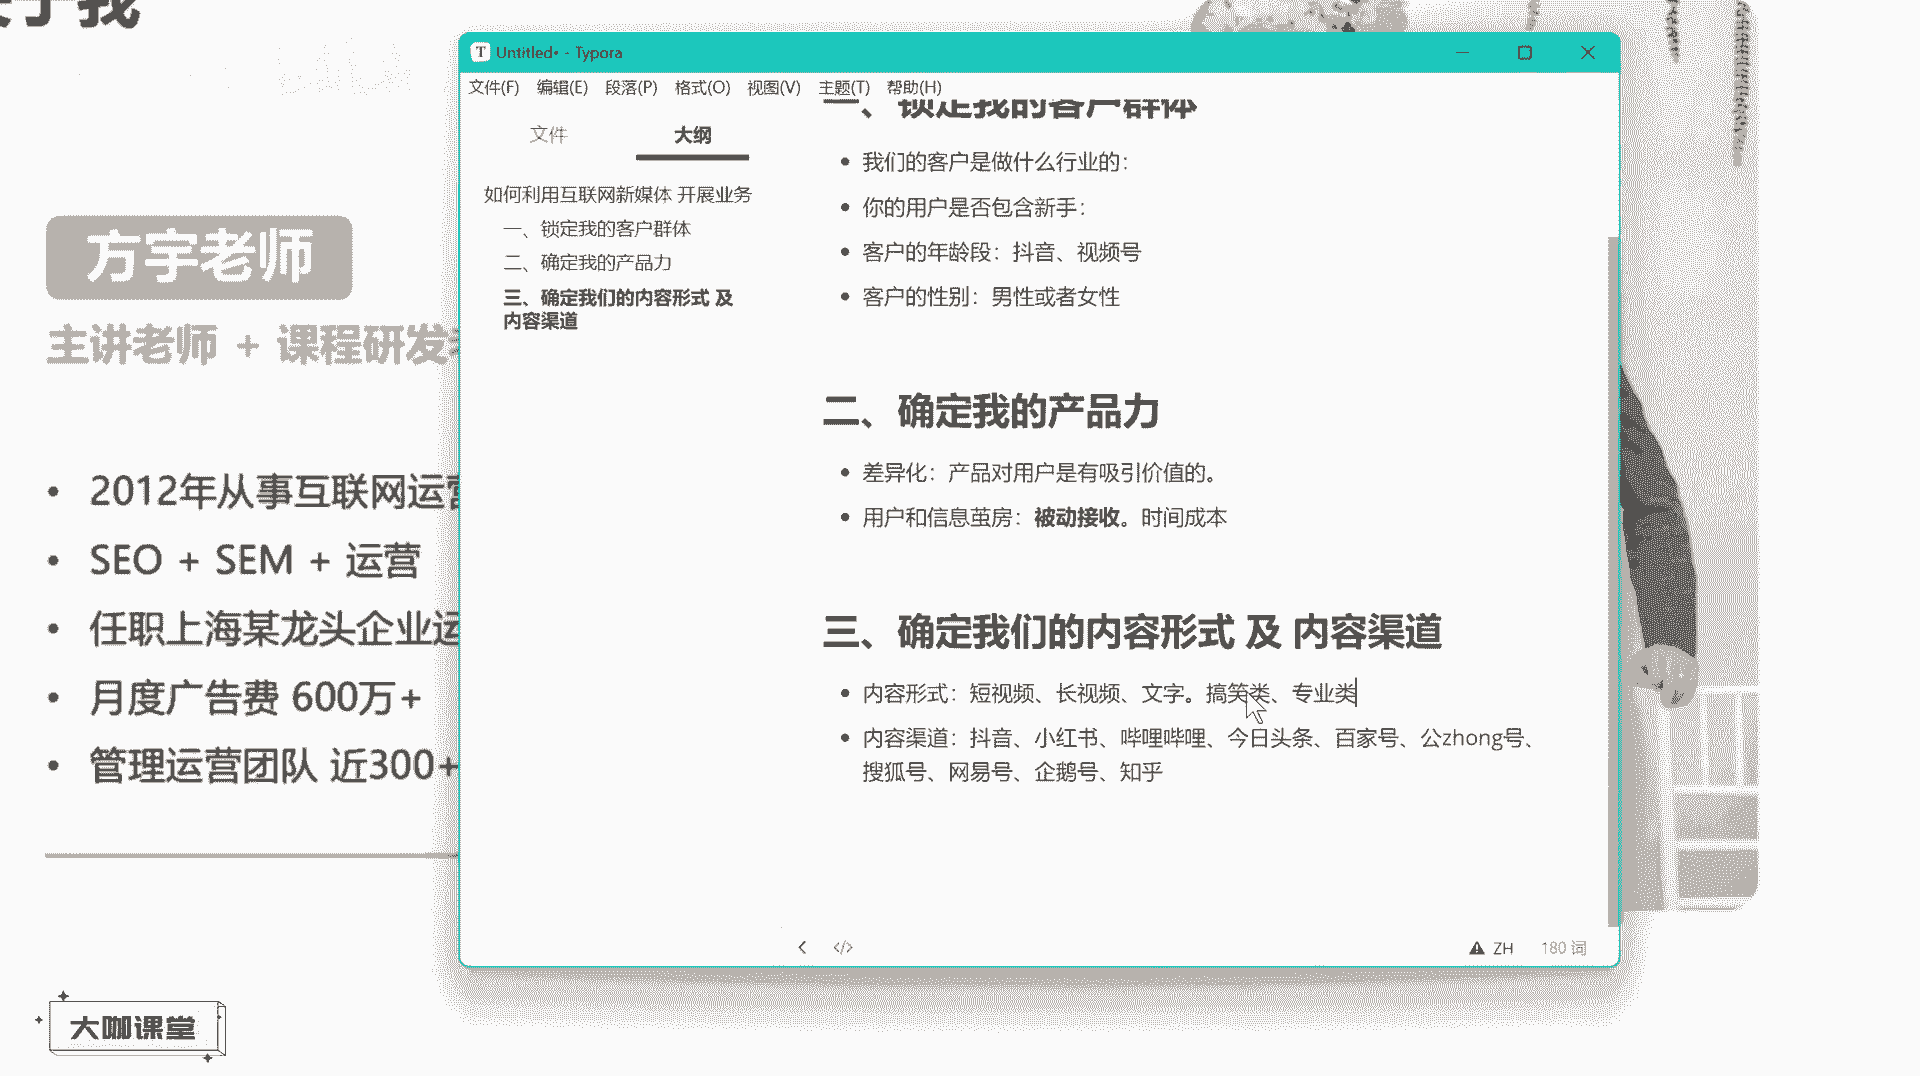 方宇老师
主讲老师 + 课程研发
2012年从事互联网运营
SEO + SEM + 运营
任职上海某龙头企业运
月度广告费 600万+
管理运营团队 近300+
大咖课堂
Untitled• - Typora
文件(F) 编辑(E) 段落(P) 格式(O) 视图(V) 主题(T) 帮助(H)
文件 大纲
如何利用互联网新媒体 开展业务
一、锁定我的客户群体
二、确定我的产品力
三、确定我们的内容形式 及
内容渠道
一、锁定我的客户群体
我们的客户是做什么行业的：
你的用户是否包含新手：
客户的年龄段：抖音、视频号
客户的性别：男性或者女性
二、确定我的产品力
差异化：产品对用户是有吸引价值的。
用户和信息茧房：被动接收。时间成本
三、确定我们的内容形式 及 内容渠道
内容形式：短视频、长视频、文字。搞笑类、专业类
内容渠道：抖音、小红书、哔哩哔哩、今日头条、百家号、公zhong号、
搜狐号、网易号、企鹅号、知乎
ZH 180 词